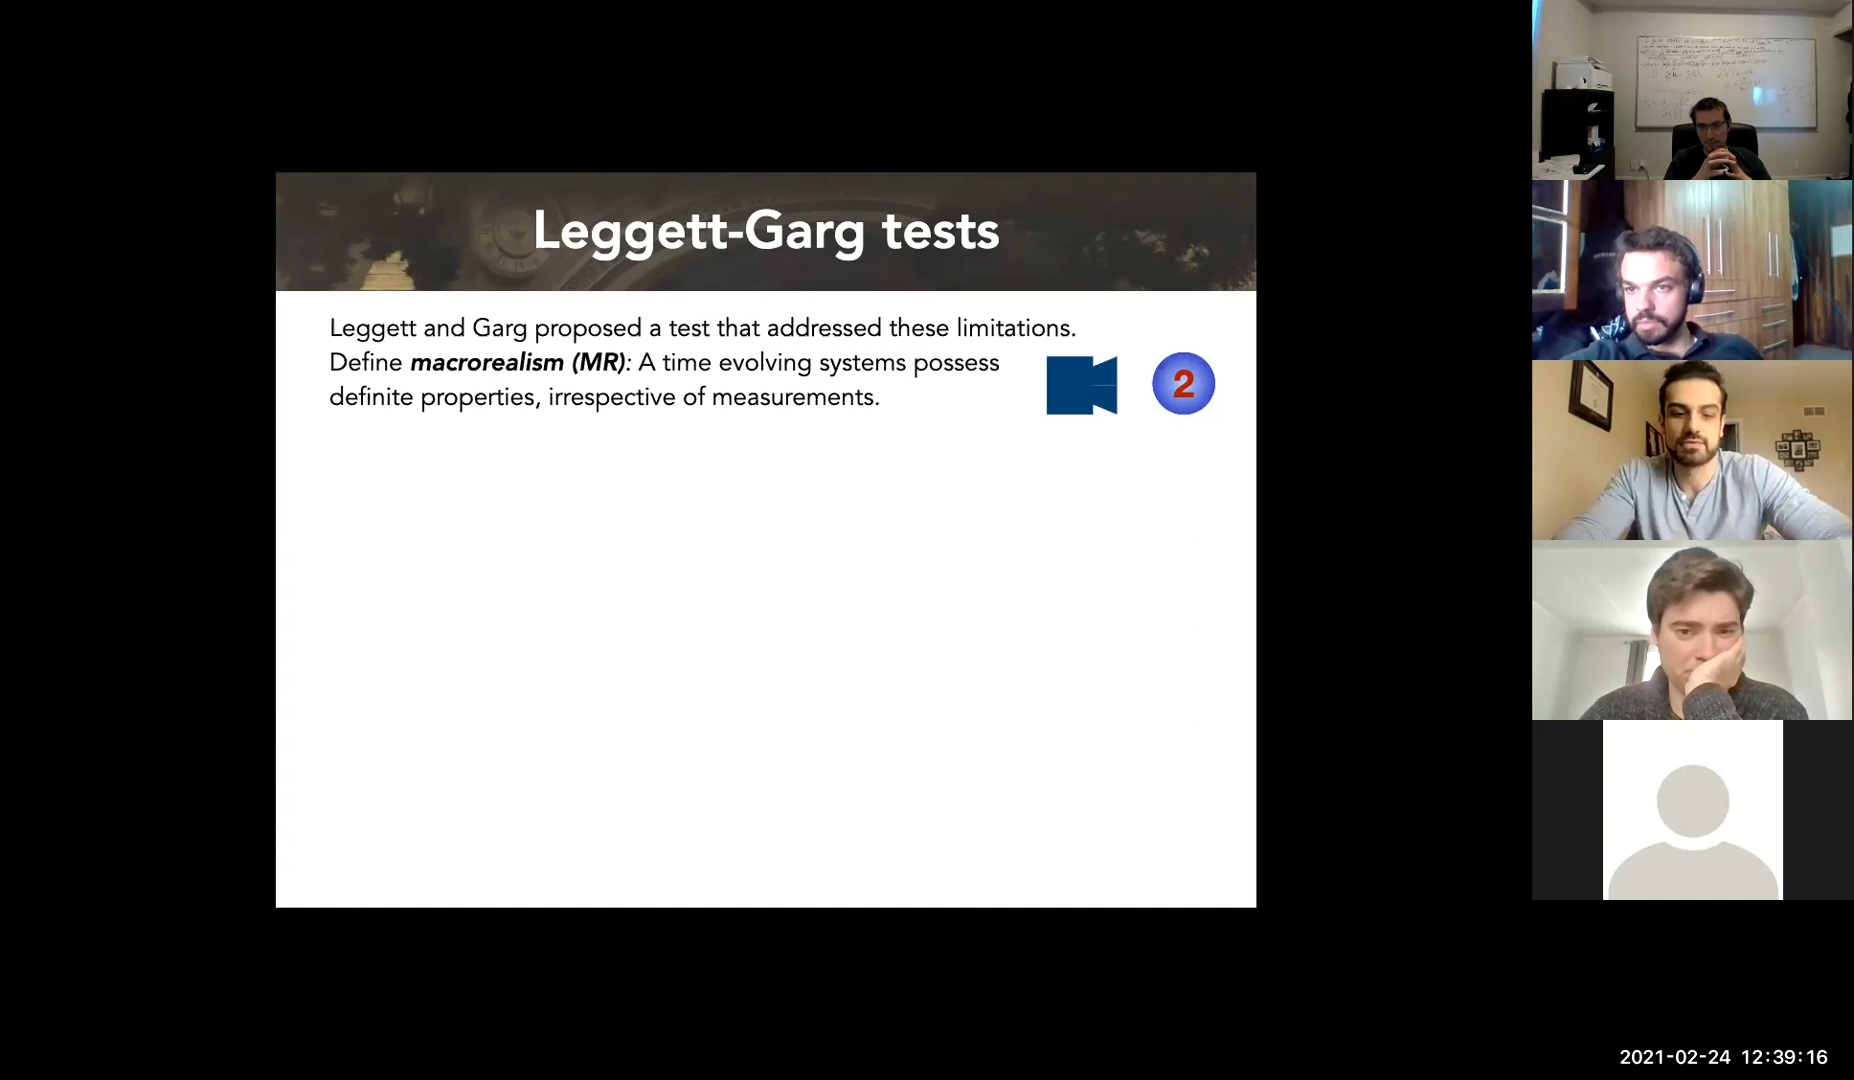 Leggett-Garg tests
Leggett and Garg proposed a test that addressed these limitations.
Define macrorealism (MR): A time evolving systems possess
definite properties, irrespective of measurements.
2
2021-02-24 12:39:16